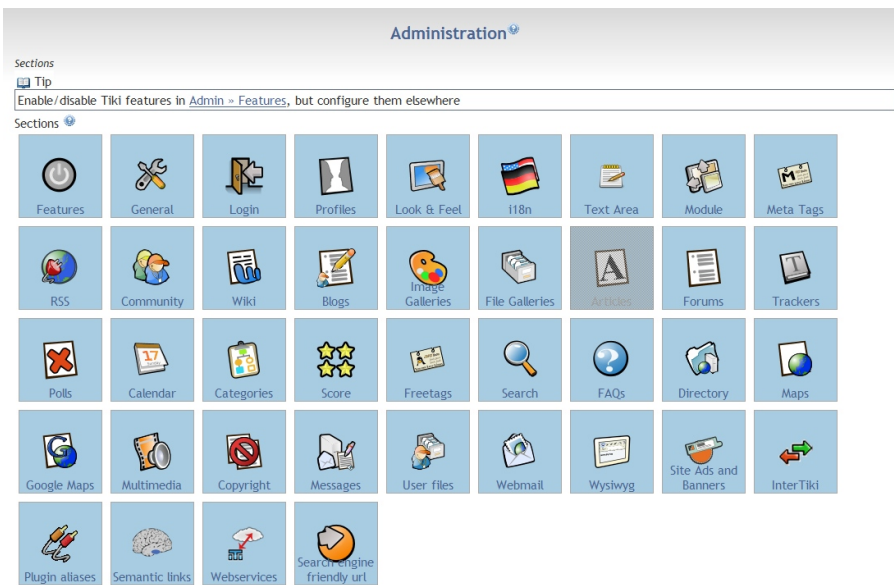 Administration
Sections
Tip
Enable/disable Tiki features in Admin » Features, but configure them elsewhere
Sections
Features General Login Profiles Look & Feel i18n Text Area Module Meta Tags
RSS Community Wiki Blogs Image Galleries File Galleries Articles Forums Trackers
Polls Calendar Categories Score Freetags Search FAQs Directory Maps
Google Maps Multimedia Copyright Messages User files Webmail Wysiwyg Site Ads and Banners InterTiki
Plugin aliases Semantic links Webservices Search engine friendly url